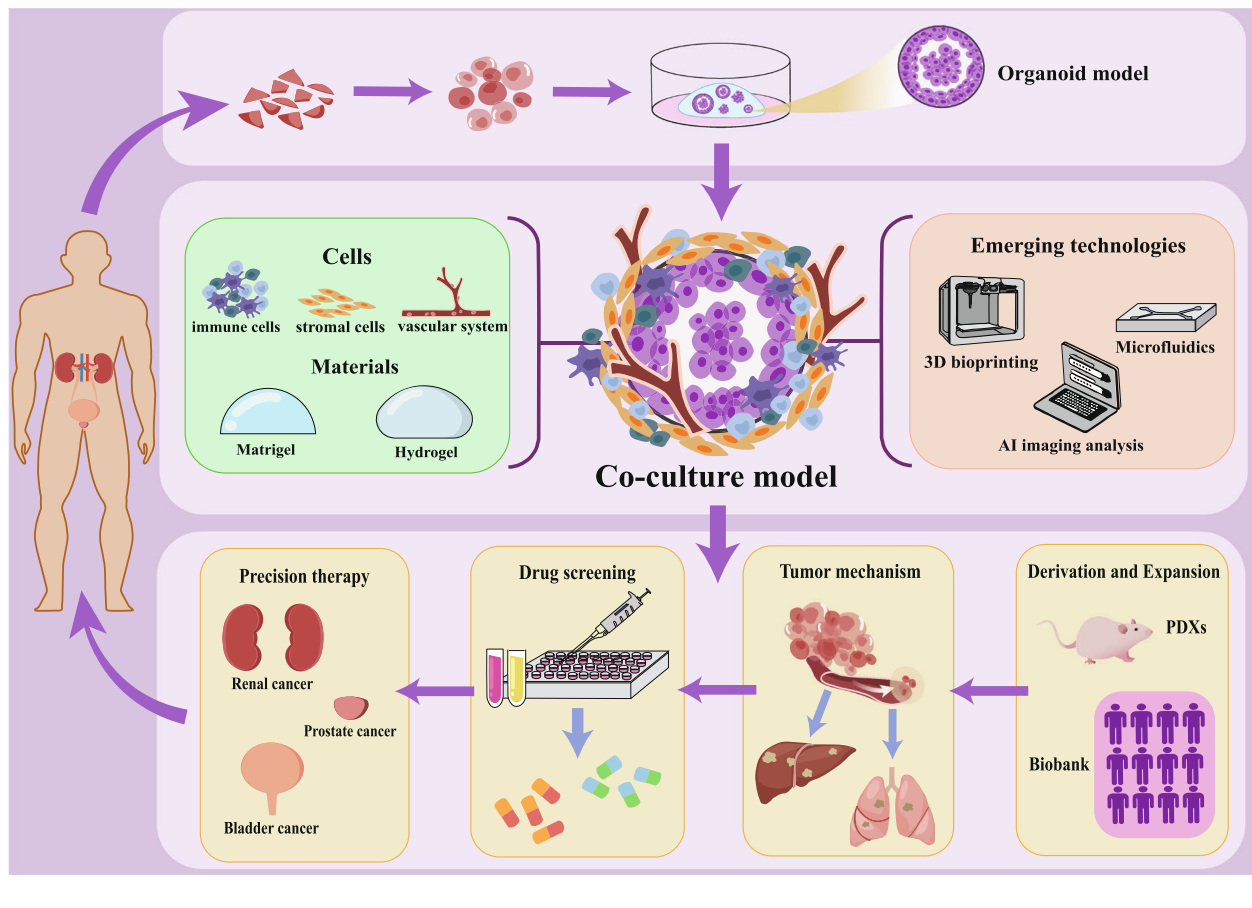 Organoid model
Cells
immune cells
stromal cells
vascular system
Materials
Matrigel
Hydrogel
Co-culture model
Emerging technologies
3D bioprinting
Microfluidics
AI imaging analysis
Precision therapy
Renal cancer
Prostate cancer
Bladder cancer
Drug screening
Tumor mechanism
Derivation and Expansion
PDXs
Biobank